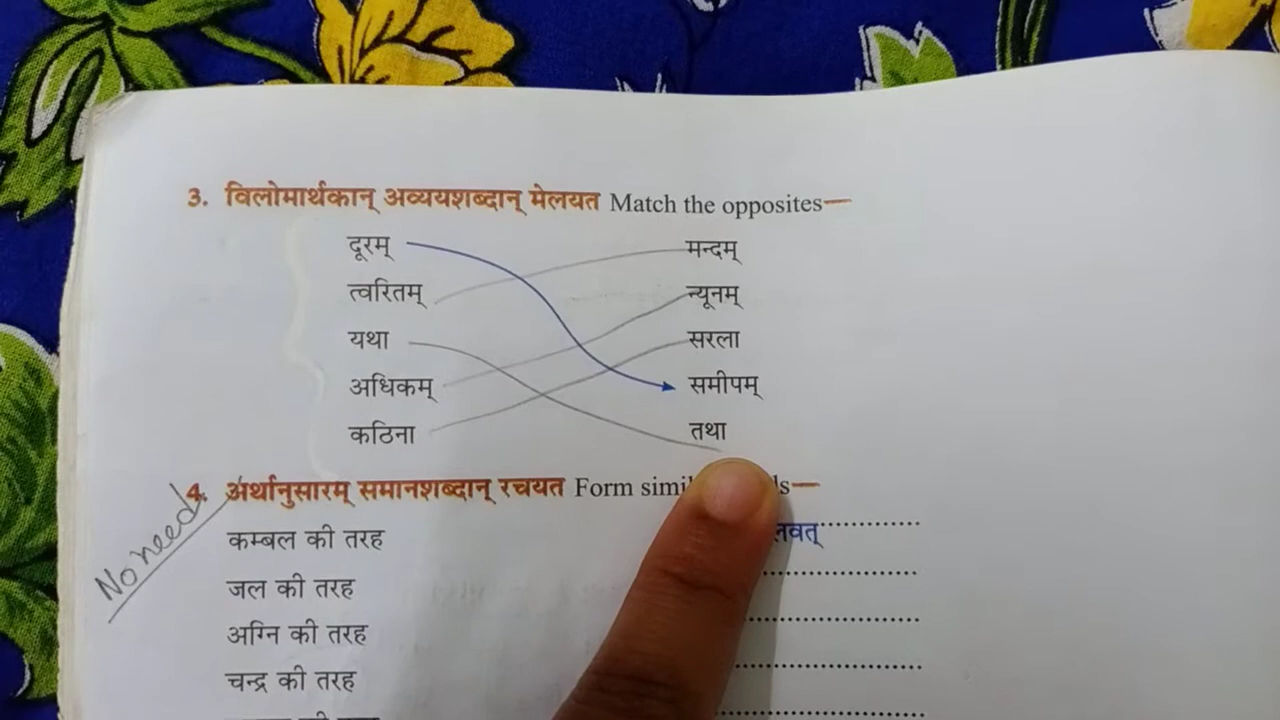 3. विलोमार्थकान् अव्ययशब्दान् मेलयत Match the opposites—
दूरम् मन्दम्
त्वरितम् न्यूनम्
यथा सरला
अधिकम् समीपम्
कठिना तथा
No need
4. अर्थानुसारम् समानशब्दान् रचयत Form
कम्बल की तरह
जल की तरह
अग्नि की तरह
चन्द्र की तरह